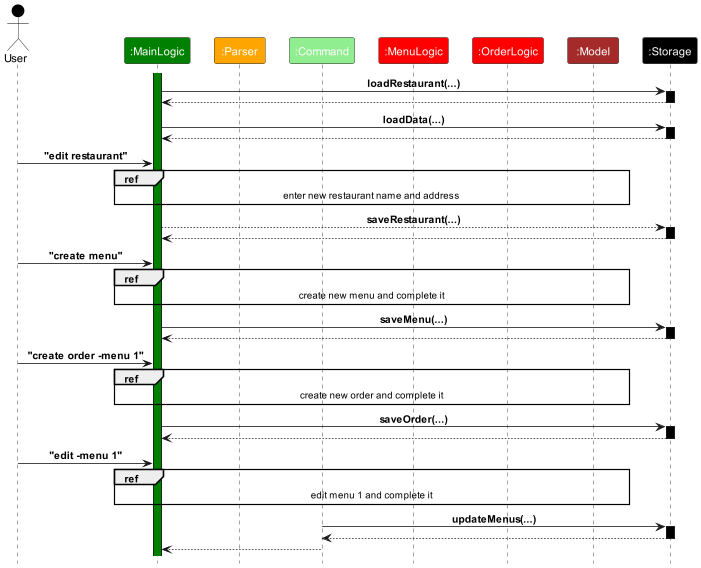 User
:MainLogic
:Parser
:Command
:MenuLogic
:OrderLogic
:Model
:Storage
loadRestaurant(...)
loadData(...)
"edit restaurant"
ref
enter new restaurant name and address
saveRestaurant(...)
"create menu"
ref
create new menu and complete it
saveMenu(...)
"create order -menu 1"
ref
create new order and complete it
saveOrder(...)
"edit -menu 1"
ref
edit menu 1 and complete it
updateMenus(...)